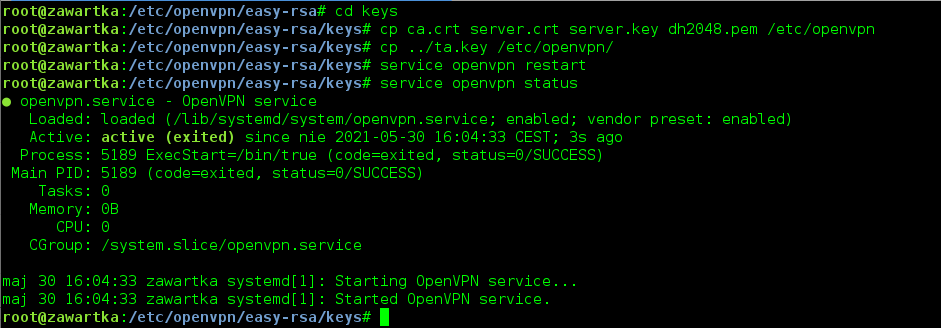 root@zawartka:/etc/openvpn/easy-rsa# cd keys
root@zawartka:/etc/openvpn/easy-rsa/keys# cp ca.crt server.crt server.key dh2048.pem /etc/openvpn
root@zawartka:/etc/openvpn/easy-rsa/keys# cp ../ta.key /etc/openvpn/
root@zawartka:/etc/openvpn/easy-rsa/keys# service openvpn restart
root@zawartka:/etc/openvpn/easy-rsa/keys# service openvpn status
● openvpn.service - OpenVPN service
Loaded: loaded (/lib/systemd/system/openvpn.service; enabled; vendor preset: enabled)
Active: active (exited) since nie 2021-05-30 16:04:33 CEST; 3s ago
Process: 5189 ExecStart=/bin/true (code=exited, status=0/SUCCESS)
Main PID: 5189 (code=exited, status=0/SUCCESS)
Tasks: 0
Memory: 0B
CPU: 0
CGroup: /system.slice/openvpn.service
maj 30 16:04:33 zawartka systemd[1]: Starting OpenVPN service...
maj 30 16:04:33 zawartka systemd[1]: Started OpenVPN service.
root@zawartka:/etc/openvpn/easy-rsa/keys#